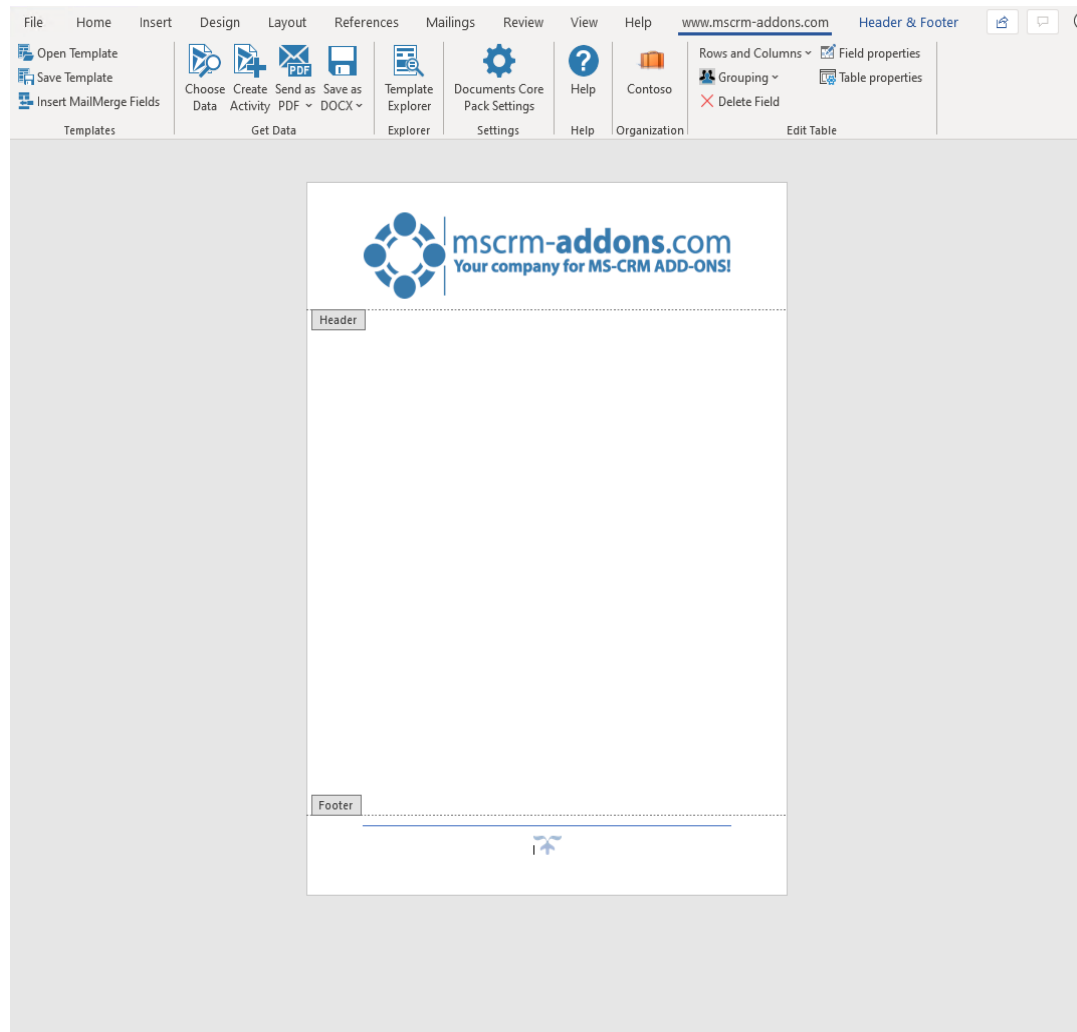 File Home Insert Design Layout References Mailings Review View Help www.mscrm-addons.com Header & Footer
Open Template
Save Template
Insert MailMerge Fields
Templates
Choose Data
Create Activity
Send as PDF
Save as DOCX
Get Data
Template Explorer
Explorer
Documents Core Pack Settings
Settings
Help
Help
Contoso
Organization
Rows and Columns
Grouping
Delete Field
Field properties
Table properties
Edit Table
mscrm-addons.com
Your company for MS-CRM ADD-ONS!
Header
Footer